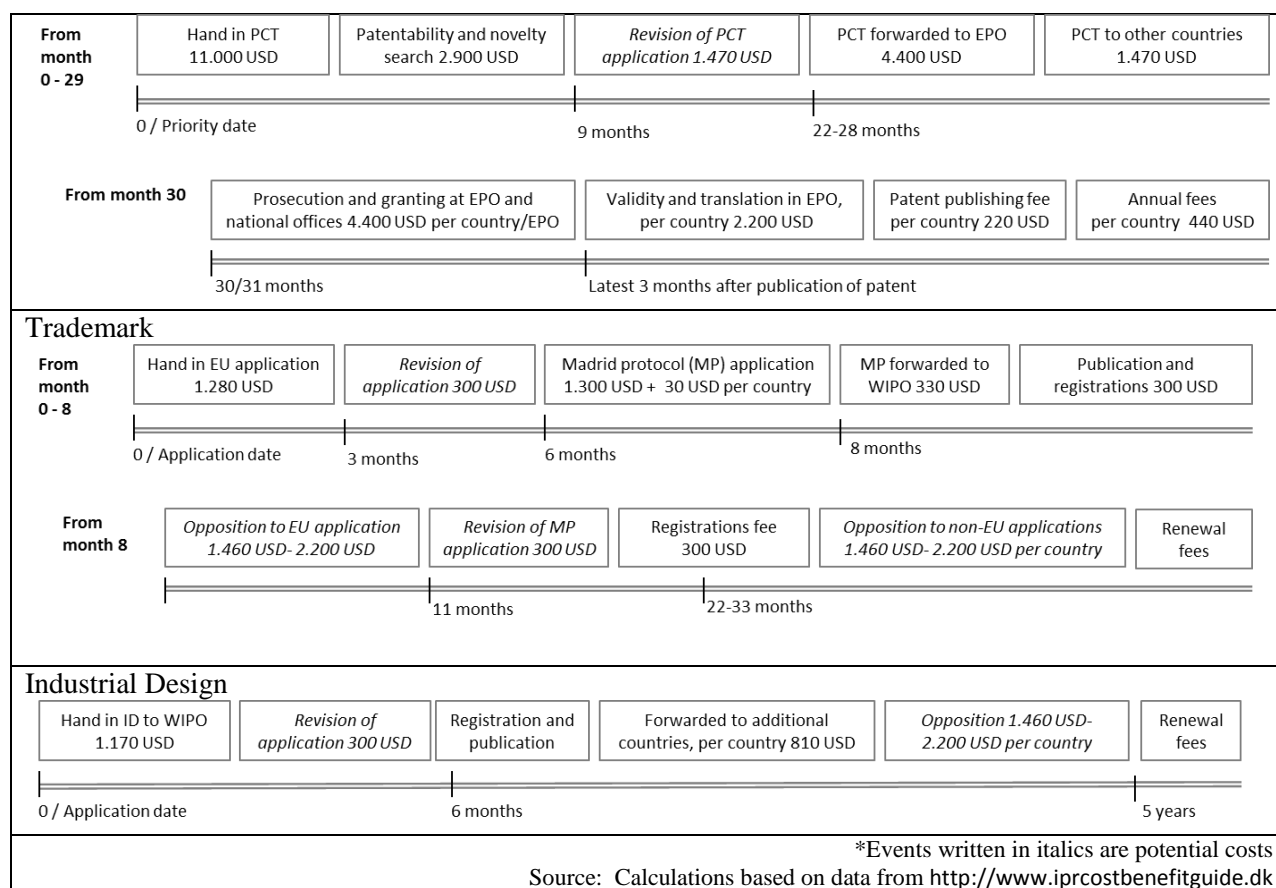 From
month
0 - 29
Hand in PCT
11.000 USD
Patentability and novelty
search 2.900 USD
Revision of PCT
application 1.470 USD
PCT forwarded to EPO
4.400 USD
PCT to other countries
1.470 USD
0 / Priority date
9 months
22-28 months
From month 30
Prosecution and granting at EPO and
national offices 4.400 USD per country/EPO
Validity and translation in EPO,
per country 2.200 USD
Patent publishing fee
per country 220 USD
Annual fees
per country 440 USD
30/31 months
Latest 3 months after publication of patent
Trademark
From
month
0 - 8
Hand in EU application
1.280 USD
Revision of
application 300 USD
Madrid protocol (MP) application
1.300 USD + 30 USD per country
MP forwarded to
WIPO 330 USD
Publication and
registrations 300 USD
0 / Application date
3 months
6 months
8 months
From
month 8
Opposition to EU application
1.460 USD- 2.200 USD
Revision of MP
application 300 USD
Registrations fee
300 USD
Opposition to non-EU applications
1.460 USD- 2.200 USD per country
Renewal
fees
11 months
22-33 months
Industrial Design
Hand in ID to WIPO
1.170 USD
Revision of
application 300 USD
Registration and
publication
Forwarded to additional
countries, per country 810 USD
Opposition 1.460 USD-
2.200 USD per country
Renewal
fees
0 / Application date
6 months
5 years
*Events written in italics are potential costs
Source: Calculations based on data from http://www.iprcostbenefitguide.dk